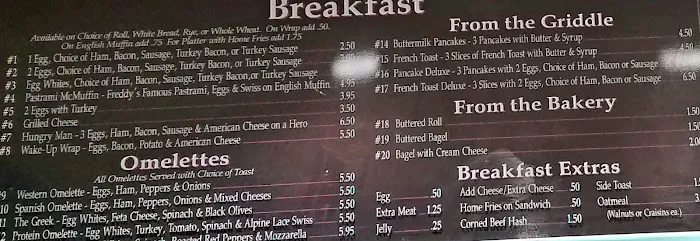 Breakfast
Available on Choice of Roll, White Bread, Rye, or Whole Wheat. On Wrap add .50.
On English Muffin add .75 For Platter with Home Fries add 1.75
#1 1 Egg, Choice of Ham, Bacon, Sausage, Turkey Bacon, or Turkey Sausage 2.50
#2 2 Eggs, Choice of Ham, Bacon, Sausage, Turkey Bacon, or Turkey Sausage
#3 Egg Whites, Choice of Ham, Bacon, Sausage, Turkey Bacon, or Turkey Sausage
#4 Pastrami McMuffin - Freddy's Famous Pastrami, Eggs & Swiss on English Muffin 4.95
#5 2 Eggs with Turkey 3.95
#6 Grilled Cheese 3.50
#7 Hungry Man - 3 Eggs, Ham, Bacon, Sausage & American Cheese on a Hero 6.50
#8 Wake-Up Wrap - Eggs, Bacon, Potato & American Cheese 5.50
Omelettes
All Omelettes Served with Choice of Toast
#9 Western Omelette - Eggs, Ham, Peppers & Onions 5.50
10 Spanish Omelette - Eggs, Ham, Peppers, Onions & Mixed Cheeses 5.50
11 The Greek - Egg Whites, Feta Cheese, Spinach & Black Olives 5.50
2 Protein Omelette - Egg Whites, Turkey, Tomato, Spinach & Alpine Lace Swiss 5.50
Spinach, Roasted Red Peppers & Mozzarella 5.95
From the Griddle
#14 Buttermilk Pancakes - 3 Pancakes with Butter & Syrup 4.50
#15 French Toast - 3 Slices of French Toast with Butter & Syrup 4.50
#16 Pancake Deluxe - 3 Pancakes with 2 Eggs, Choice of Ham, Bacon or Sausage
#17 French Toast Deluxe - 3 Slices with 2 Eggs, Choice of Ham, Bacon or Sausage 6.50
From the Bakery
#18 Buttered Roll 1.50
#19 Buttered Bagel 1.50
#20 Bagel with Cream Cheese 2.00
Breakfast Extras
Egg .50 Add Cheese/Extra Cheese .50 Side Toast
Extra Meat 1.25 Home Fries on Sandwich .50 Oatmeal
Jelly .25 Corned Beef Hash 1.50 (Walnuts or Craisins ea.)